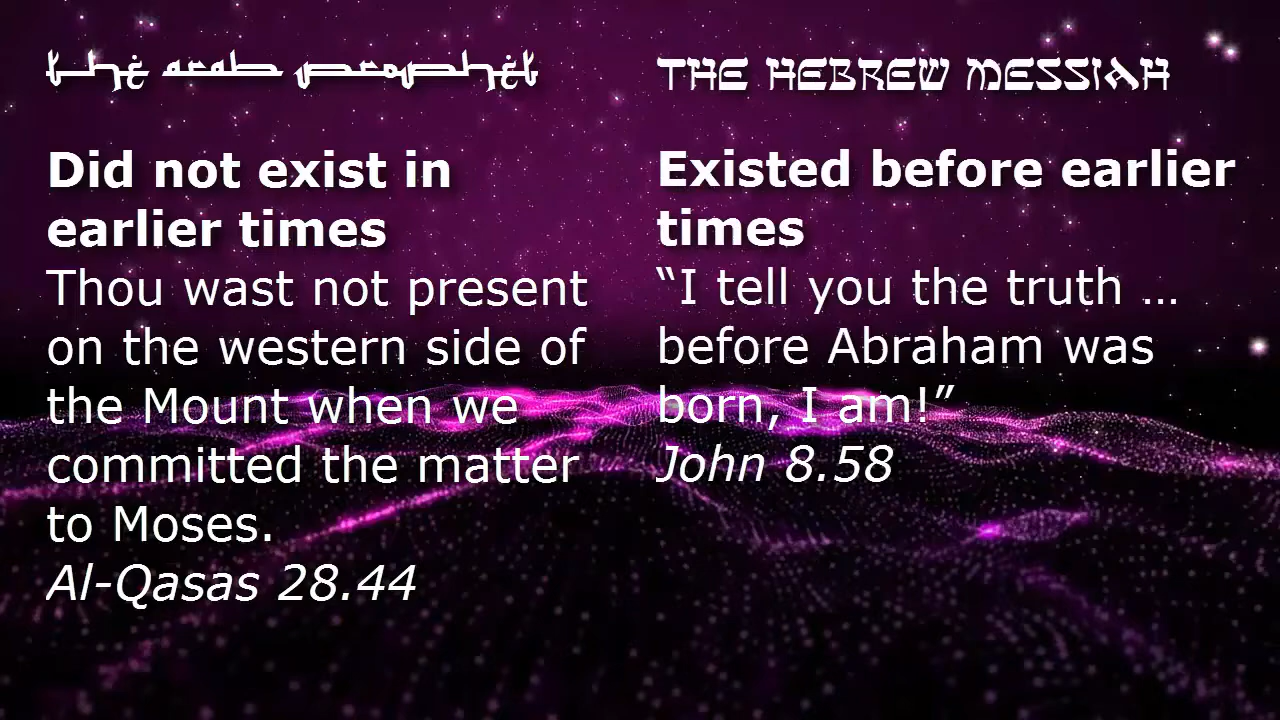 the arab prophet
Did not exist in
earlier times
Thou wast not present
on the western side of
the Mount when we
committed the matter
to Moses.
Al-Qasas 28.44
THE HEBREW MESSIAH
Existed before earlier
times
“I tell you the truth …
before Abraham was
born, I am!”
John 8.58